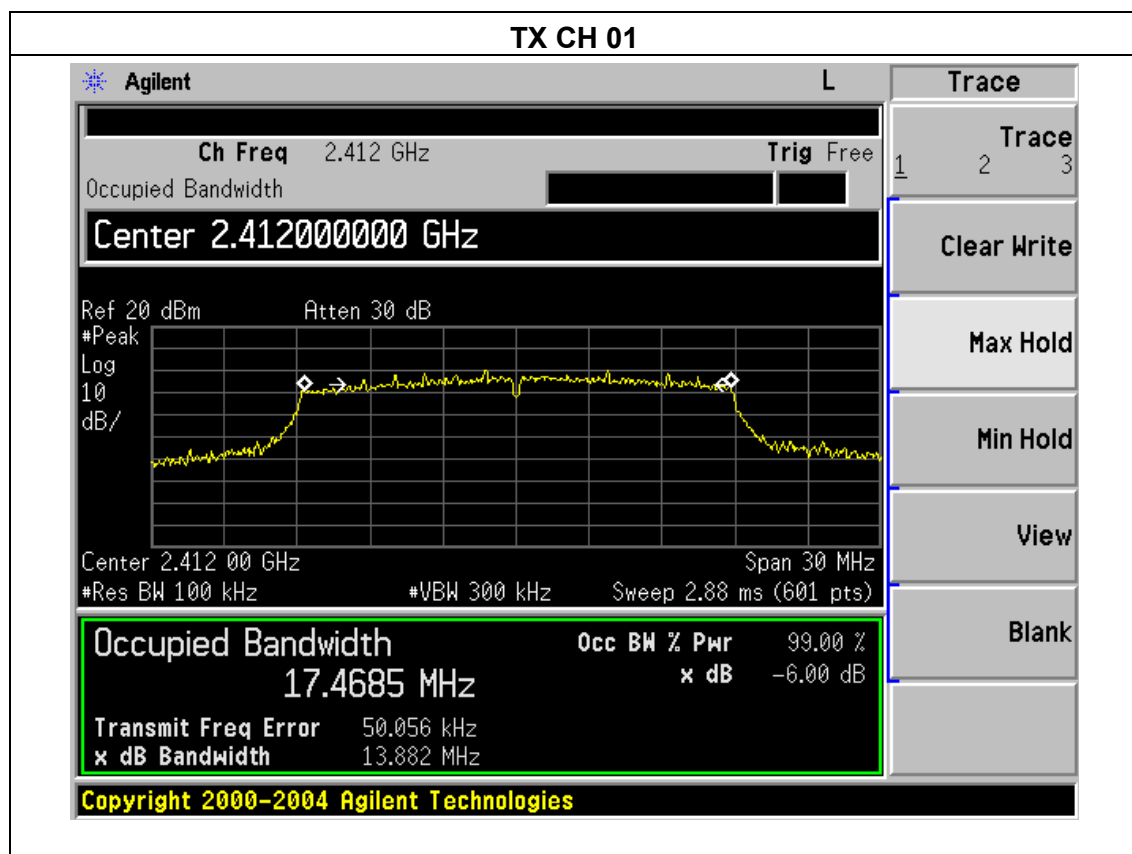 TX CH 01
Agilent L Trace
Ch Freq 2.412 GHz Trig Free
Occupied Bandwidth
Center 2.412000000 GHz
Ref 20 dBm Atten 30 dB
#Peak
Log
10
dB/
Center 2.412 00 GHz Span 30 MHz
#Res BW 100 kHz #VBW 300 kHz Sweep 2.88 ms (601 pts)
Occupied Bandwidth Occ BW % Pwr 99.00 %
17.4685 MHz x dB -6.00 dB
Transmit Freq Error 50.056 kHz
x dB Bandwidth 13.882 MHz
Copyright 2000-2004 Agilent Technologies
Trace
1 2 3
Clear Write
Max Hold
Min Hold
View
Blank